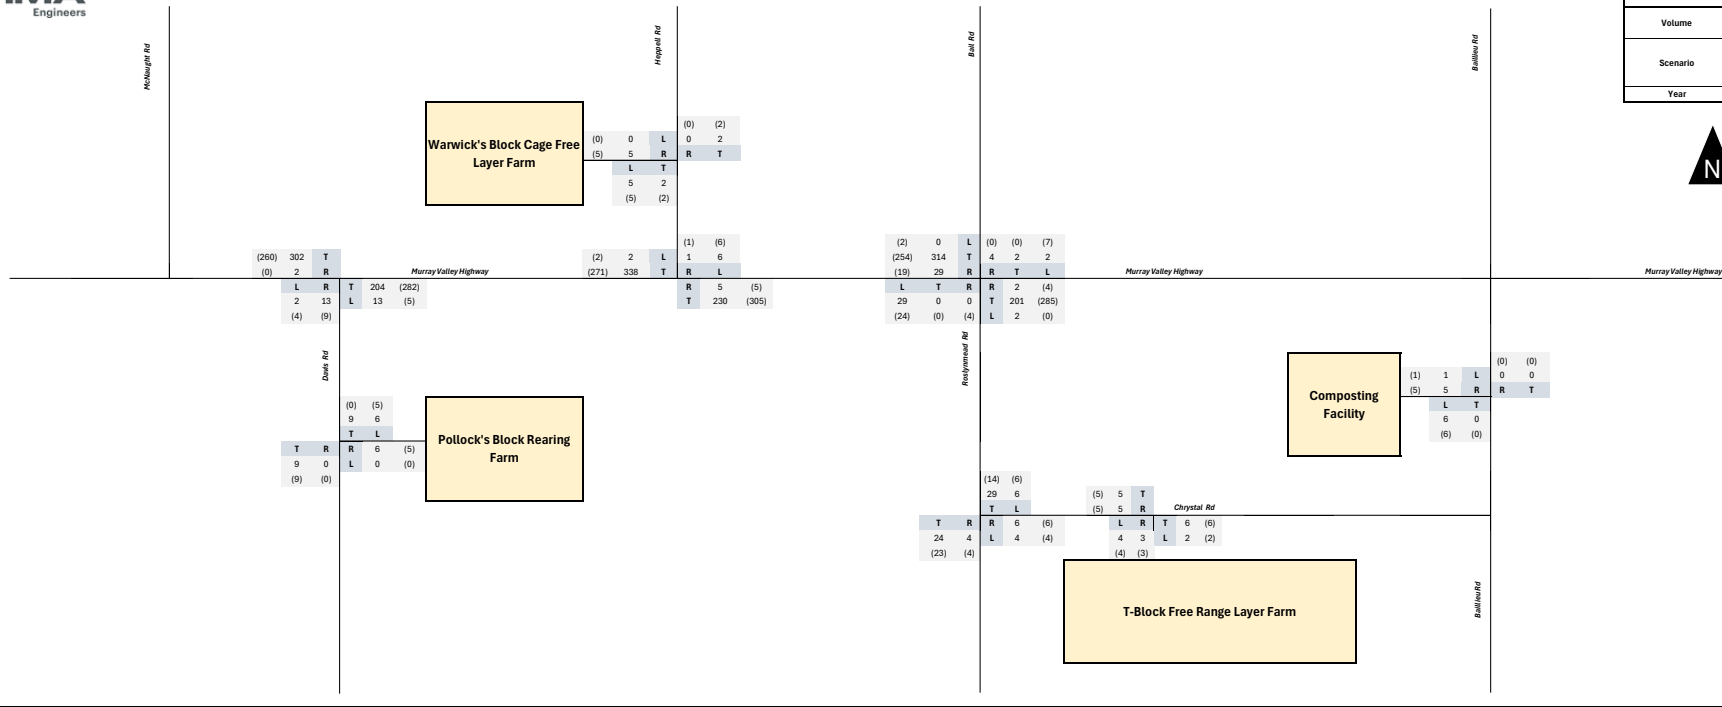 Engineers
Volume
Scenario
Year
N
McNaught Rd
Heppell Rd
Ball Rd
Baillieu Rd
Warwick's Block Cage Free
Layer Farm
(0) (2)
(0) 0 L 0 2
(5) 5 R R T
L T
5 2
(5) (2)
(260) 302 T
(0) 2 R
Murray Valley Highway
L R T 204 (282)
2 13 L 13 (5)
(4) (9)
(1) (6)
(2) 2 L 1 6
(271) 338 T R L
R 5 (5)
T 230 (305)
(2) 0 L (0) (0) (7)
(254) 314 T 4 2 2
(19) 29 R R T L
L T R R 2 (4)
29 0 0 T 201 (285)
(24) (0) (4) L 2 (0)
Murray Valley Highway
Murray Valley Highway
Davis Rd
Roslynmead Rd
(0) (5)
9 6
T L
T R R 6 (5)
9 0 L 0 (0)
(9) (0)
Pollock's Block Rearing
Farm
Composting
Facility
(0) (0)
(1) 1 L 0 0
(5) 5 R R T
L T
6 0
(6) (0)
(14) (6)
29 6
T L
T R R 6 (6)
24 4 L 4 (4)
(23) (4)
(5) 5 T
(5) 5 R
Chrystal Rd
L R T 6 (6)
4 3 L 2 (2)
(4) (3)
T-Block Free Range Layer Farm
Baillieu Rd